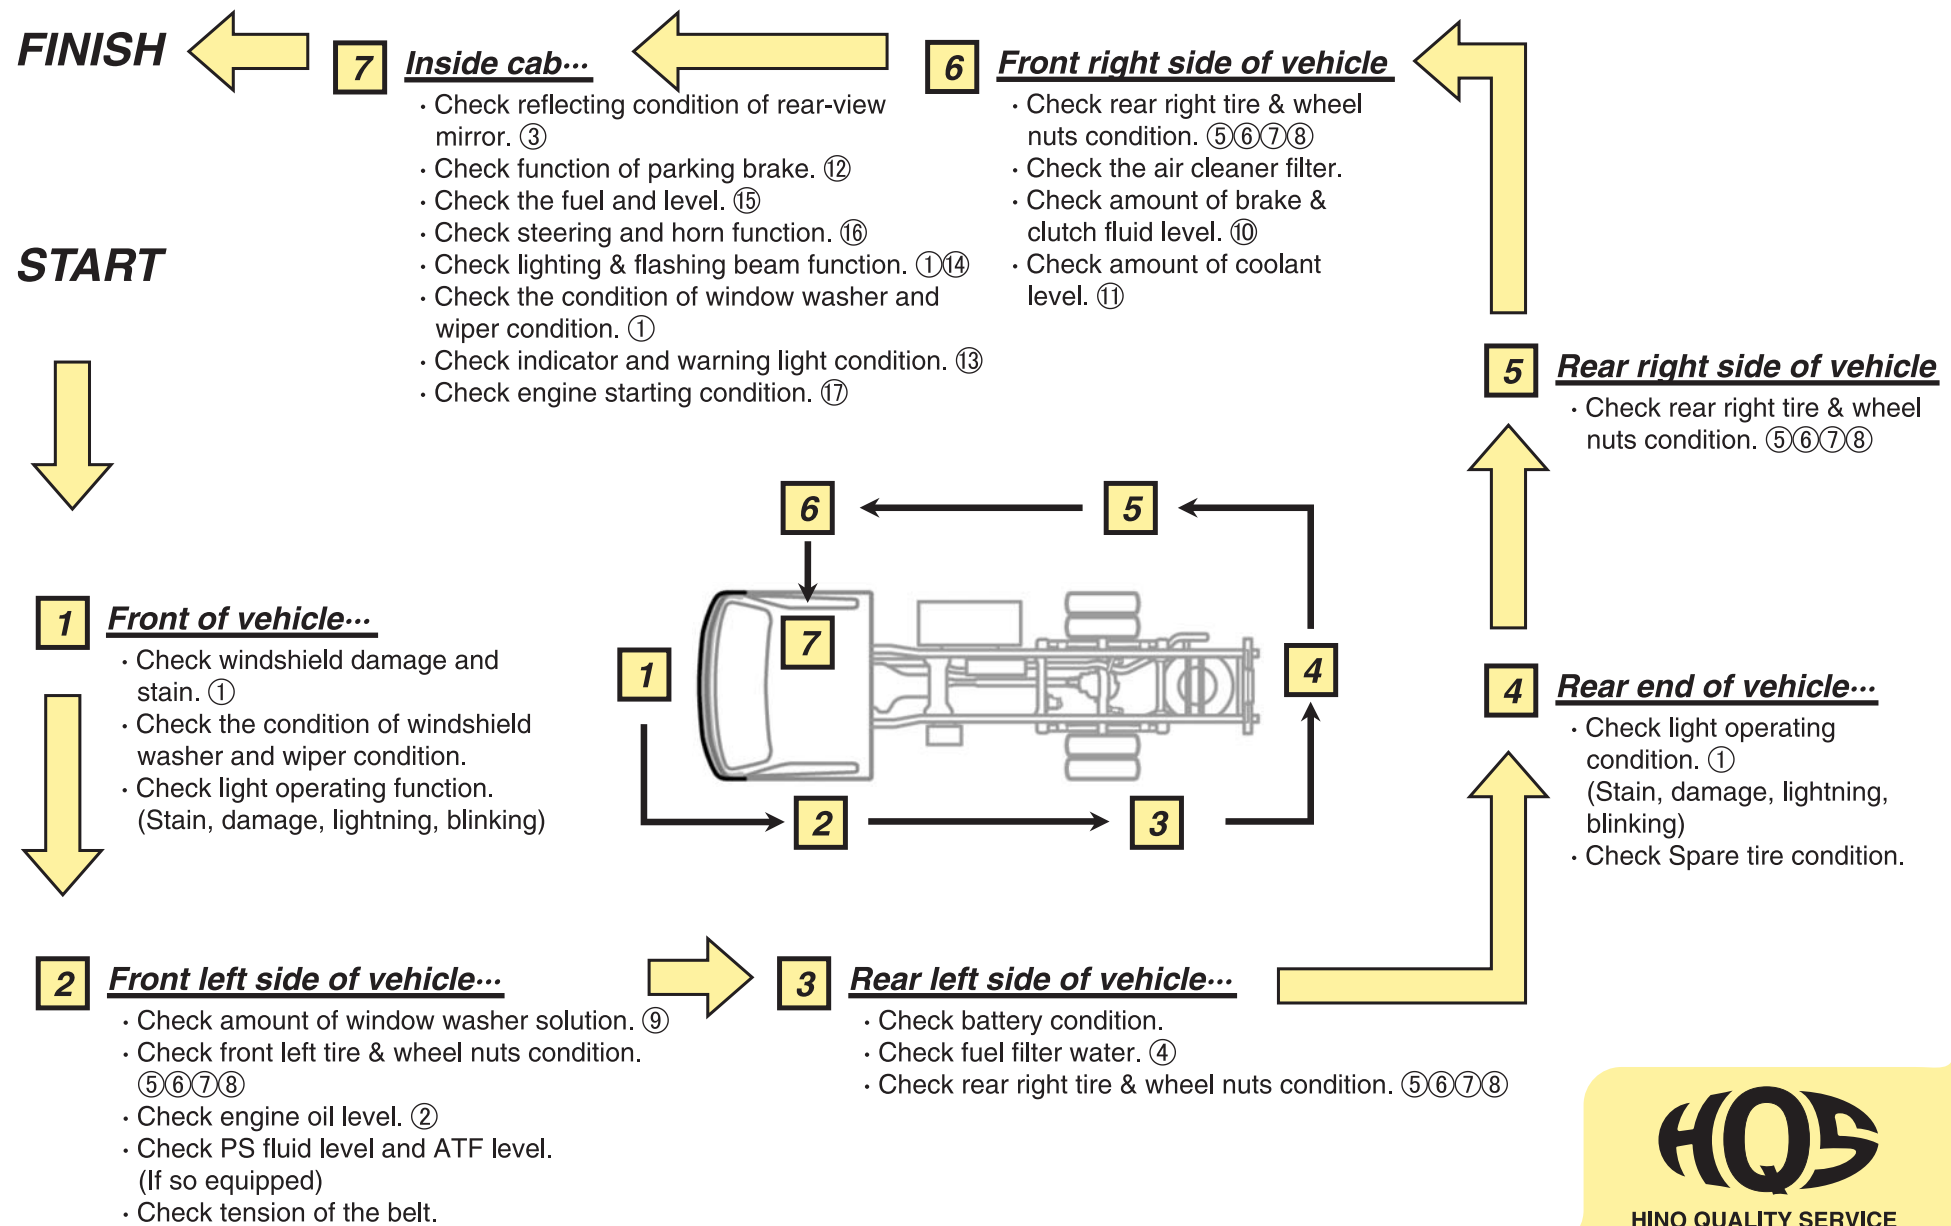 FINISH
START
1 Front of vehicle···
· Check windshield damage and
stain. ①
· Check the condition of windshield
washer and wiper condition.
· Check light operating function.
(Stain, damage, lightning, blinking)
2 Front left side of vehicle···
· Check amount of window washer solution. ⑨
· Check front left tire & wheel nuts condition.
⑤⑥⑦⑧
· Check engine oil level. ②
· Check PS fluid level and ATF level.
(If so equipped)
· Check tension of the belt.
3 Rear left side of vehicle···
· Check battery condition.
· Check fuel filter water. ④
· Check rear right tire & wheel nuts condition. ⑤⑥⑦⑧
4 Rear end of vehicle···
· Check light operating
condition. ①
(Stain, damage, lightning,
blinking)
· Check Spare tire condition.
5 Rear right side of vehicle
· Check rear right tire & wheel
nuts condition. ⑤⑥⑦⑧
6 Front right side of vehicle
· Check rear right tire & wheel
nuts condition. ⑤⑥⑦⑧
· Check the air cleaner filter.
· Check amount of brake &
clutch fluid level. ⑩
· Check amount of coolant
level. ⑪
7 Inside cab···
· Check reflecting condition of rear-view
mirror. ③
· Check function of parking brake. ⑫
· Check the fuel and level. ⑮
· Check steering and horn function. ⑯
· Check lighting & flashing beam function. ①⑭
· Check the condition of window washer and
wiper condition. ①
· Check indicator and warning light condition. ⑬
· Check engine starting condition. ⑰
6
5
7
1
4
2
3
HQS
HINO QUALITY SERVICE